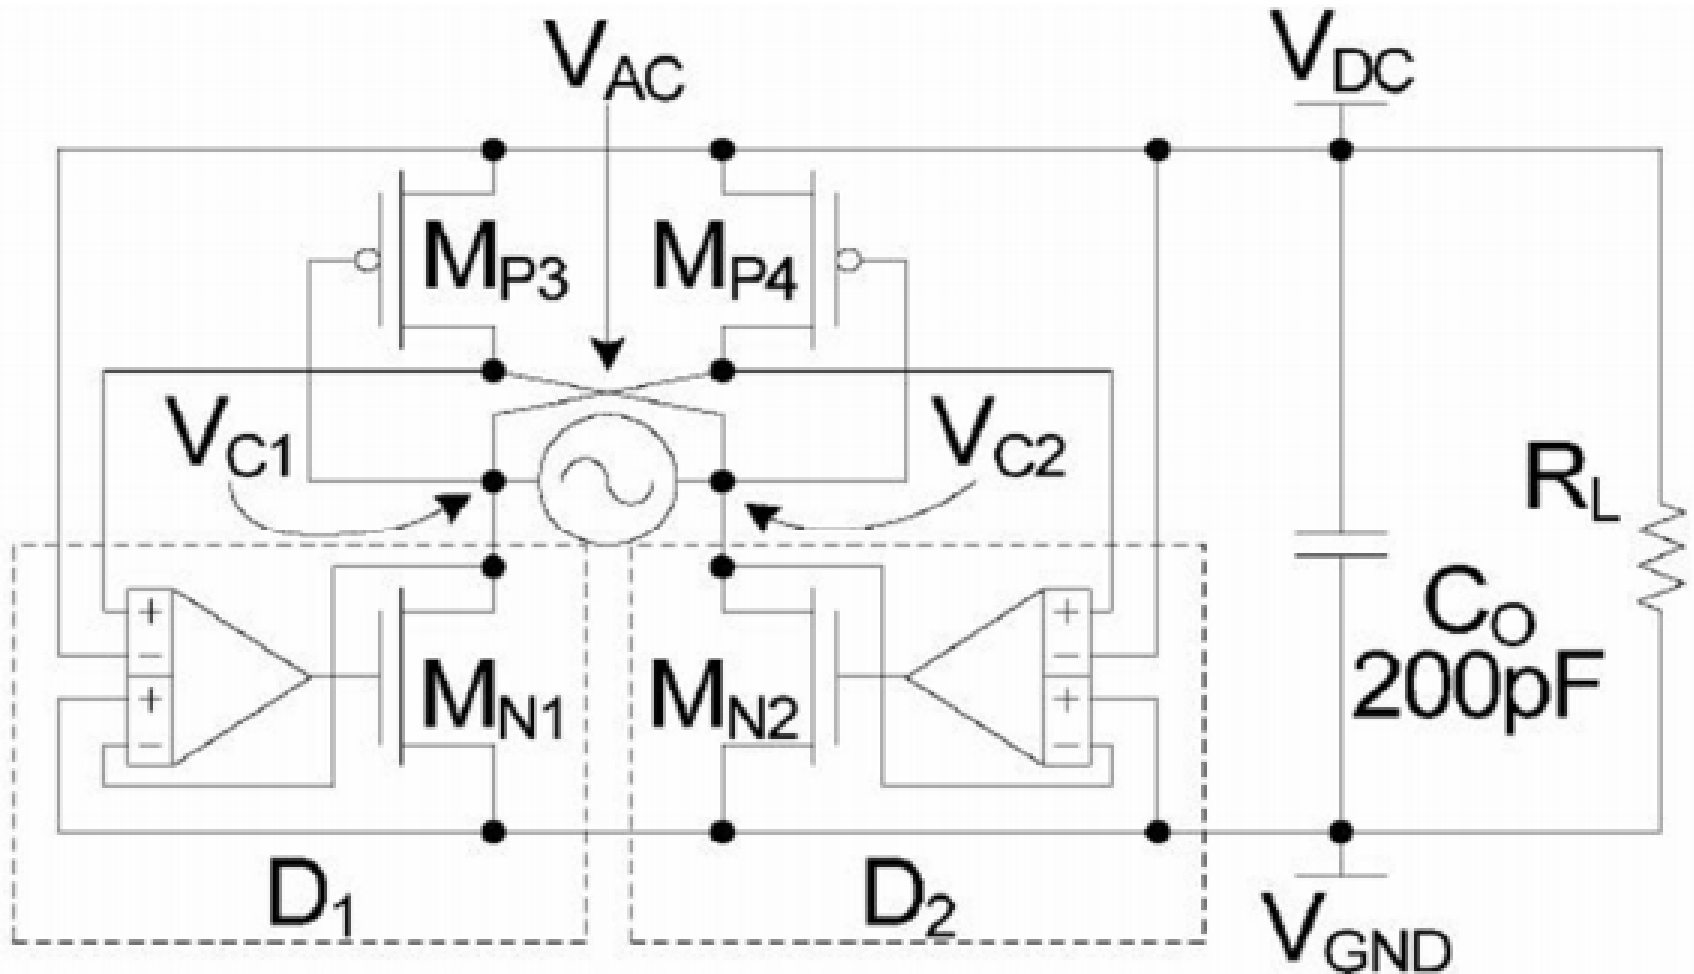 VAC
VDC
MP3
MP4
VC1
VC2
RL
+
−
+
−
MN1
MN2
+
−
+
−
CO
200pF
D1
D2
VGND